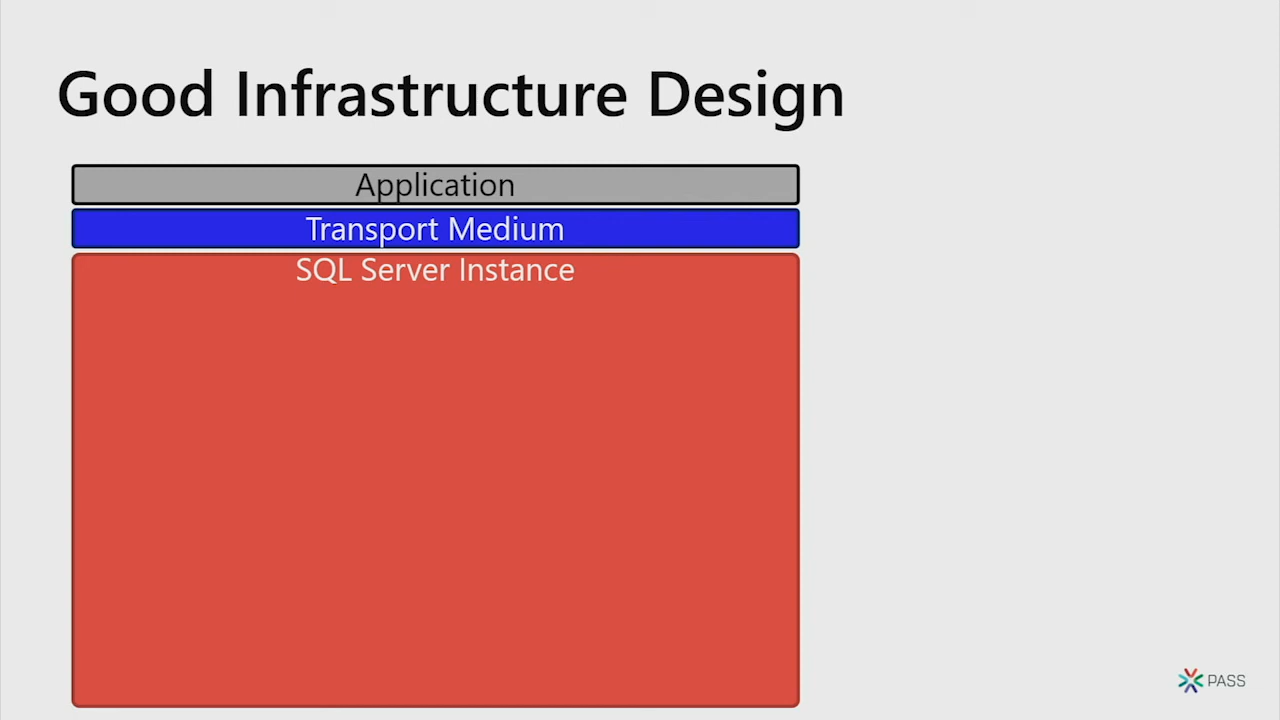 Good Infrastructure Design
Application
Transport Medium
SQL Server Instance
PASS